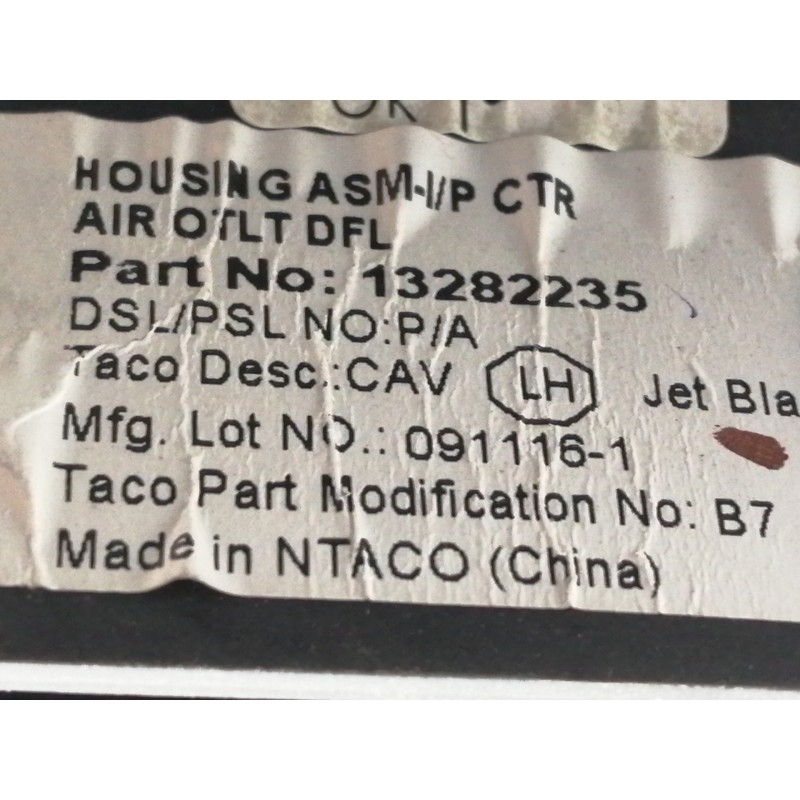 OK
HOUSING ASM-I/P CTR
AIR OTLT DFL
Part No: 13282235
DSL/PSL NO:P/A
Taco Desc.:CAV LH Jet Bla
Mfg. Lot NO.: 091116-1
Taco Part Modification No: B7
Made in NTACO (China)